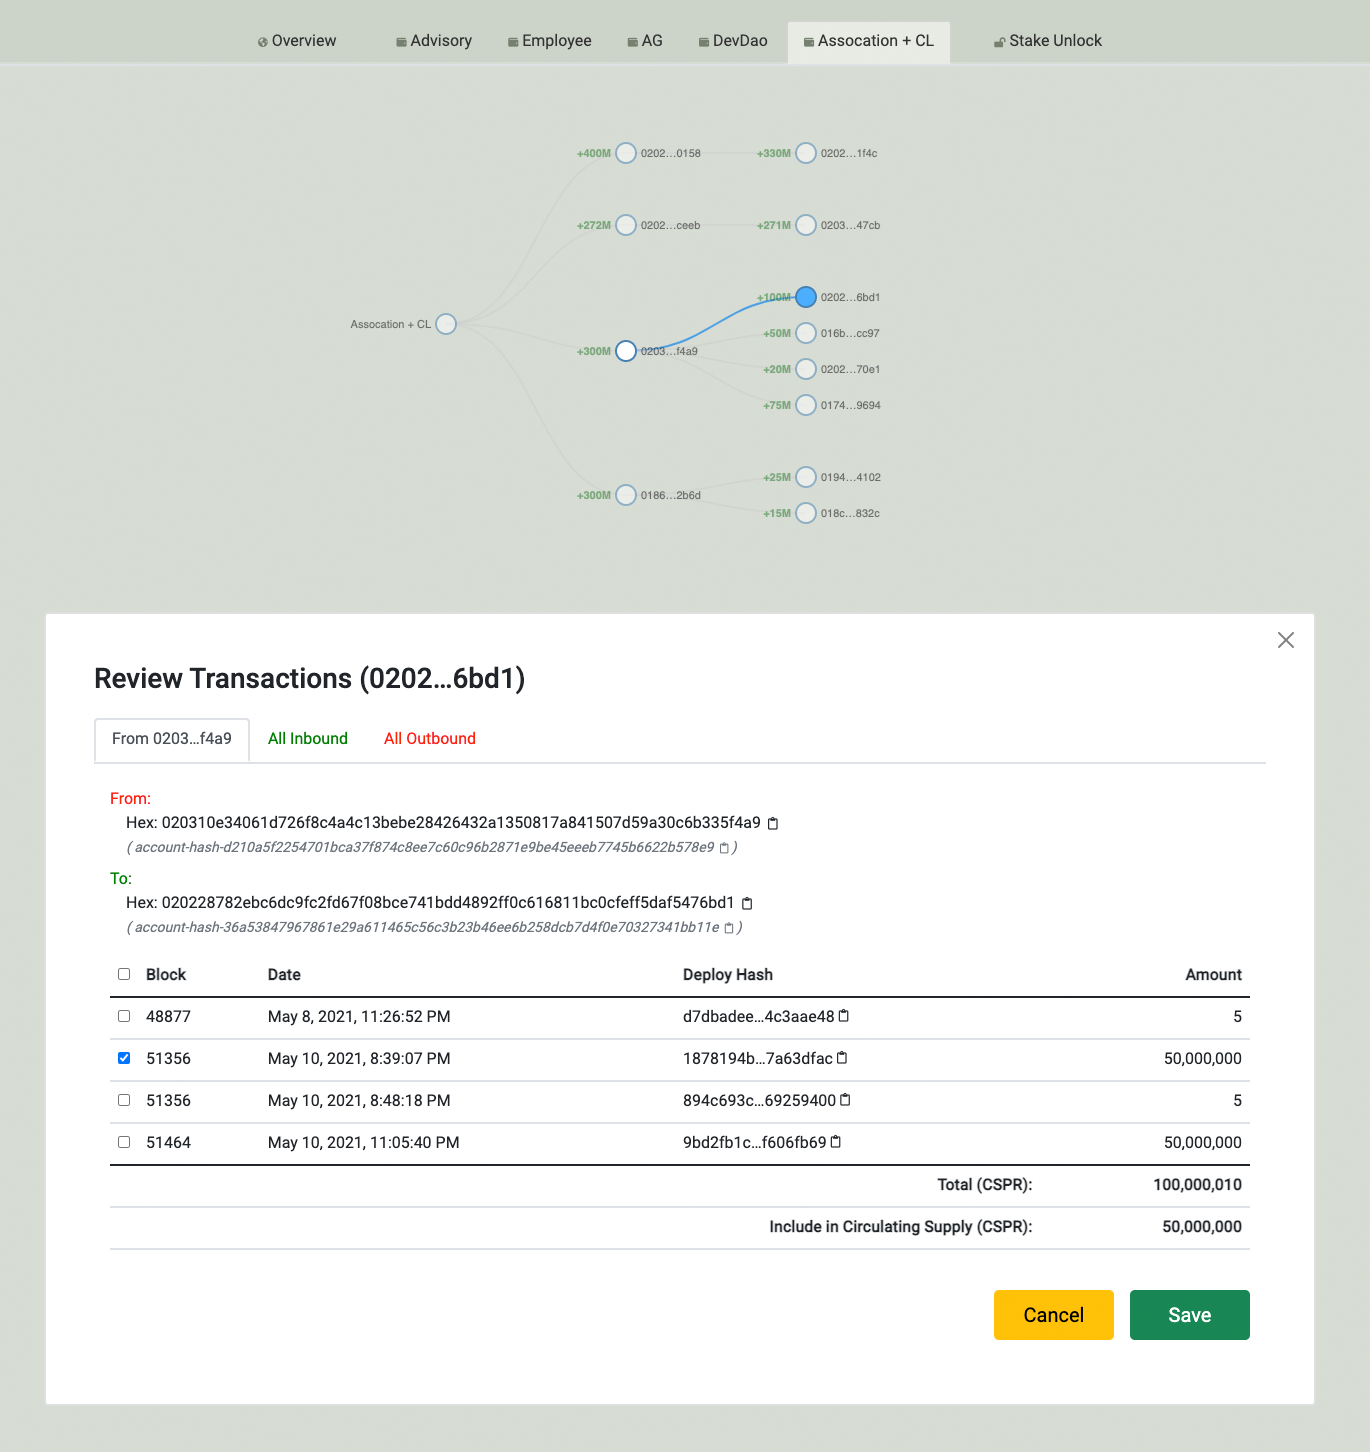 Overview Advisory Employee AG DevDao Assocation + CL Stake Unlock
+400M 0202...0158 +330M 0202...1f4c
+272M 0202...ceeb +271M 0203...47cb
+100M 0202...6bd1
Assocation + CL
+50M 016b...cc97
+300M 0203...f4a9
+20M 0202...70e1
+75M 0174...9694
+25M 0194...4102
+300M 0186...2b6d
+15M 018c...832c
Review Transactions (0202...6bd1)
From 0203...f4a9 All Inbound All Outbound
From:
Hex: 020310e34061d726f8c4a4c13bebe28426432a1350817a841507d59a30c6b335f4a9
( account-hash-d210a5f2254701bca37f874c8ee7c60c96b2871e9be45eeeb7745b6622b578e9 )
To:
Hex: 020228782ebc6dc9fc2fd67f08bce741bdd4892ff0c616811bc0cfeff5daf5476bd1
( account-hash-36a53847967861e29a611465c56c3b23b46ee6b258dcb7d4f0e70327341bb11e )
Block Date Deploy Hash Amount
48877 May 8, 2021, 11:26:52 PM d7dbadee...4c3aae48 5
51356 May 10, 2021, 8:39:07 PM 1878194b...7a63dfac 50,000,000
51356 May 10, 2021, 8:48:18 PM 894c693c...69259400 5
51464 May 10, 2021, 11:05:40 PM 9bd2fb1c...f606fb69 50,000,000
Total (CSPR): 100,000,010
Include in Circulating Supply (CSPR): 50,000,000
Cancel Save